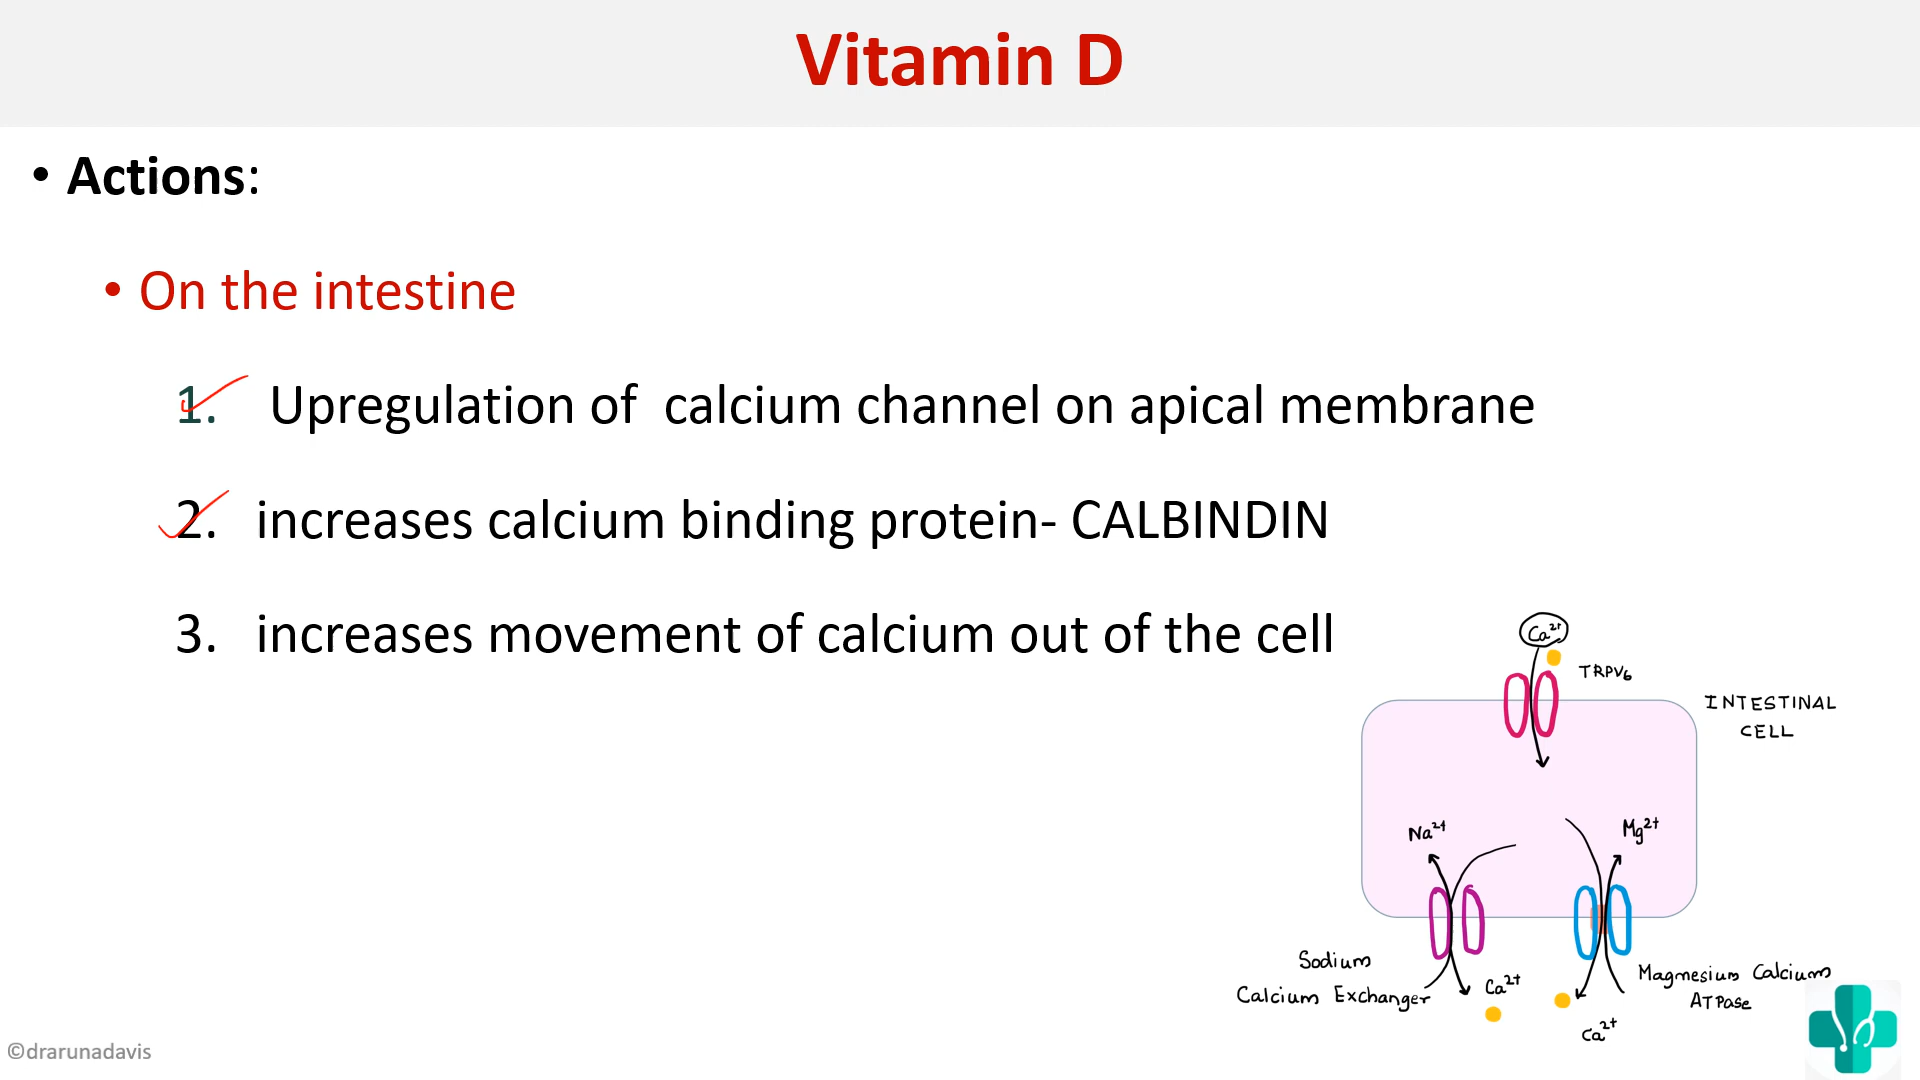 Vitamin D
• Actions:
• On the intestine
1. Upregulation of calcium channel on apical membrane
2. increases calcium binding protein- CALBINDIN
3. increases movement of calcium out of the cell
Ca²⁺
TRPV₆
INTESTINAL
CELL
Na²⁺
Mg²⁺
Sodium
Calcium Exchanger
Ca²⁺
Magnesium Calcium
ATPase
Ca²⁺
©drarunadavis